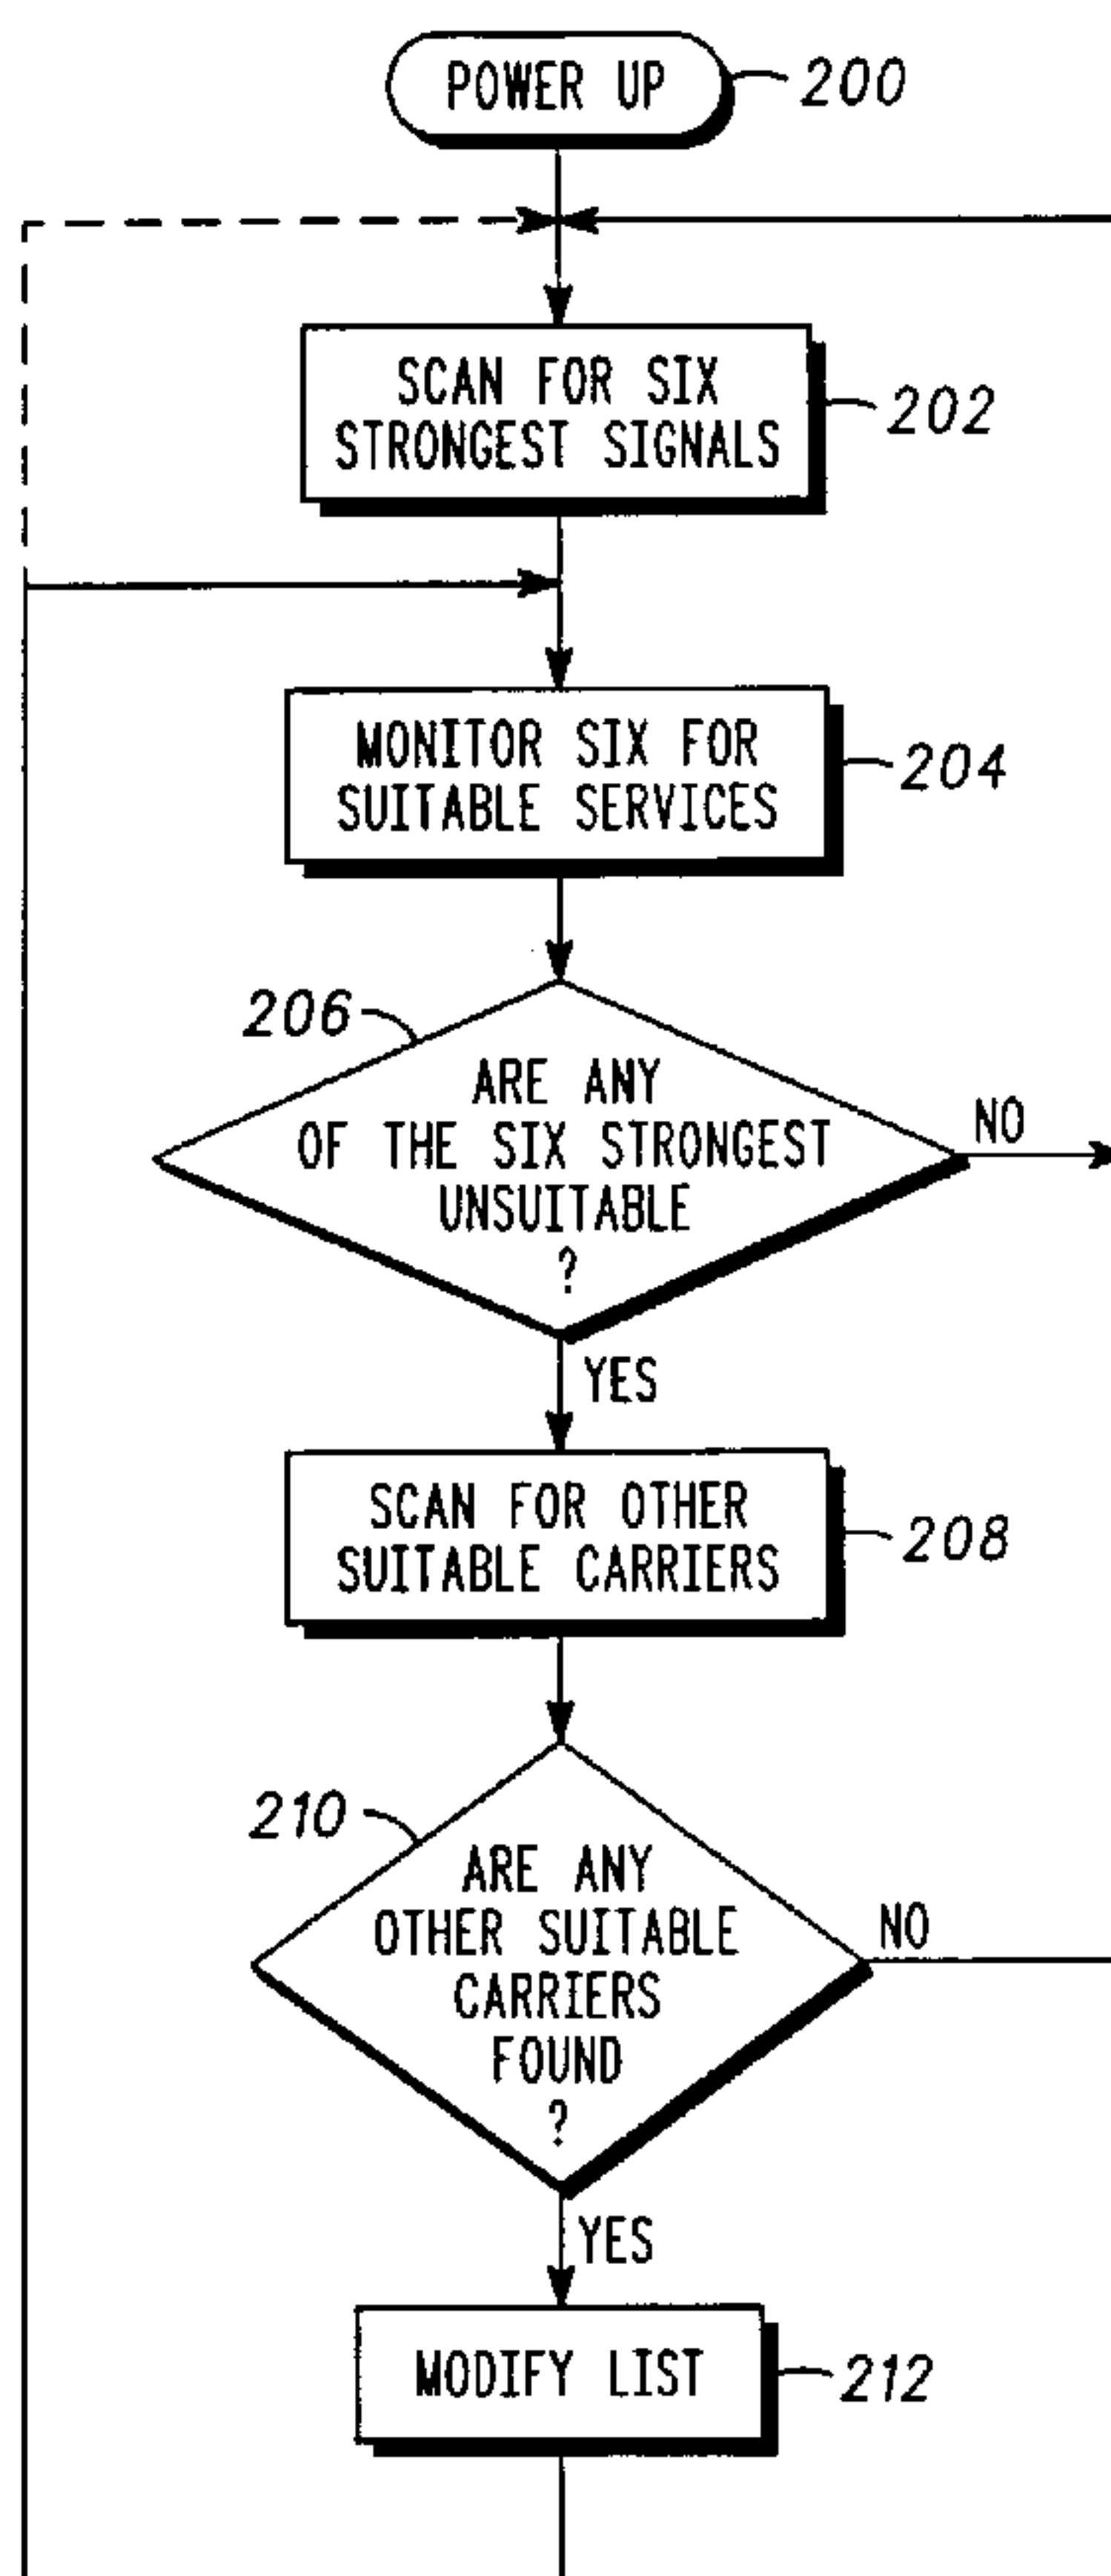 POWER UP
200
SCAN FOR SIX
STRONGEST SIGNALS
202
MONITOR SIX FOR
SUITABLE SERVICES
204
206
ARE ANY
OF THE SIX STRONGEST
UNSUITABLE
?
NO
YES
SCAN FOR OTHER
SUITABLE CARRIERS
208
210
ARE ANY
OTHER SUITABLE
CARRIERS
FOUND
?
NO
YES
MODIFY LIST
212